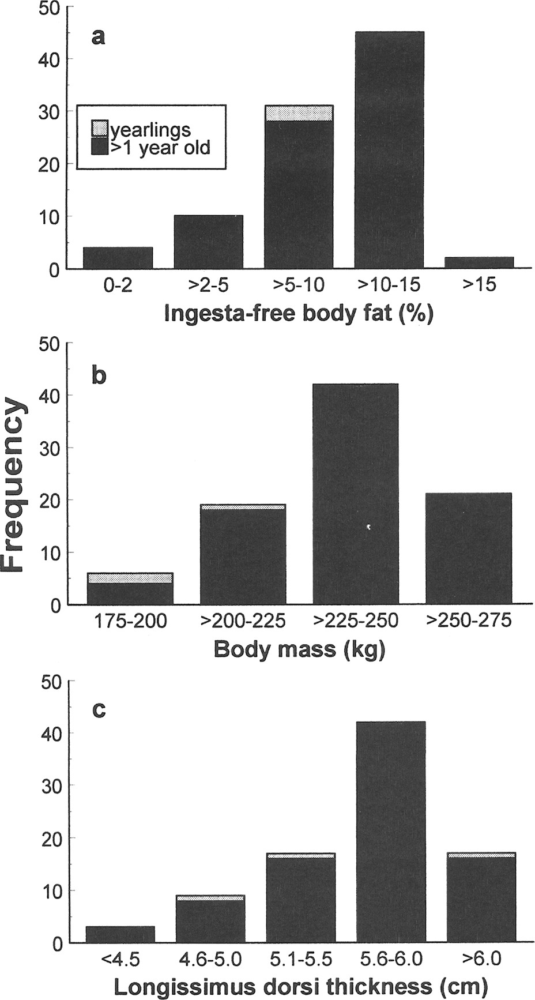 50
a
40
30
yearlings
>1 year old
20
10
0
0-2 >2-5 >5-10 >10-15 >15
Ingesta-free body fat (%)
50
b
40
30
20
10
0
Frequency
175-200 >200-225 >225-250 >250-275
Body mass (kg)
50
c
40
30
20
10
0
<4.5 4.6-5.0 5.1-5.5 5.6-6.0 >6.0
Longissimus dorsi thickness (cm)